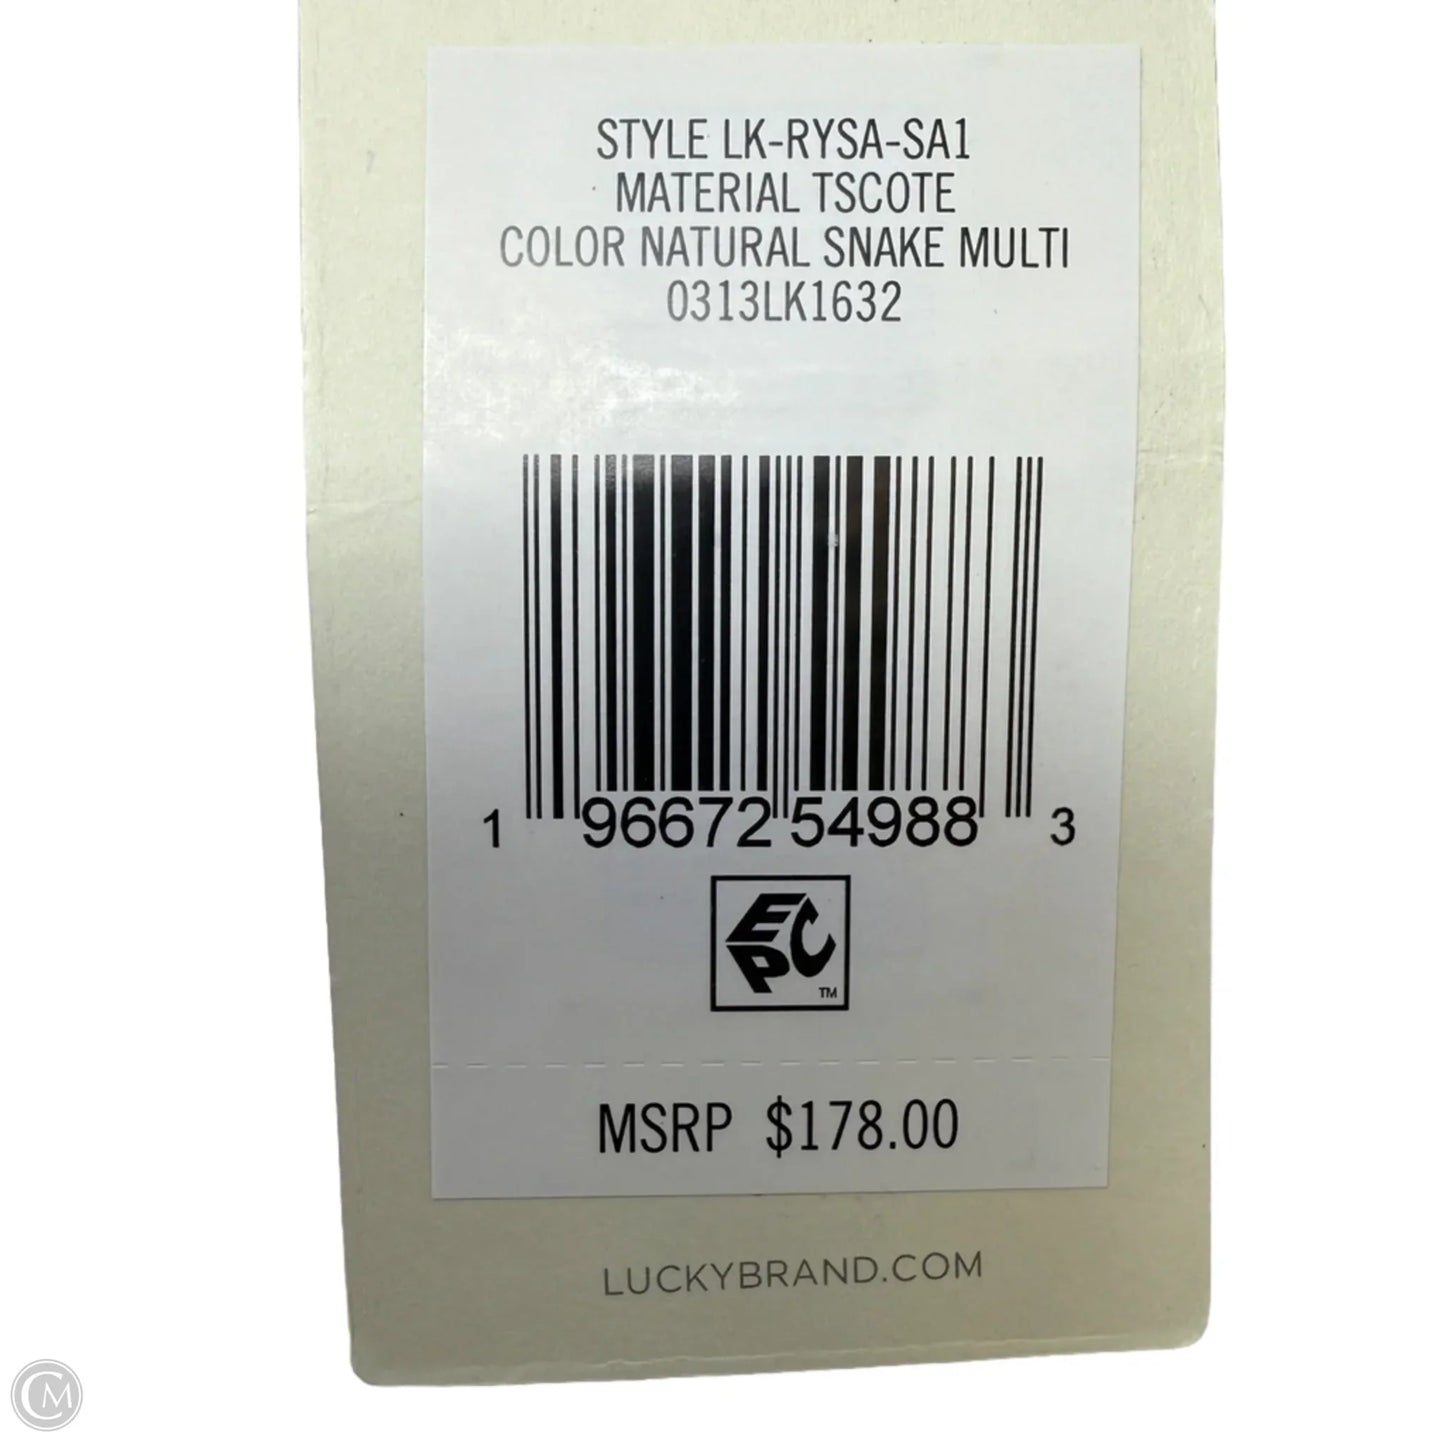 STYLE LK-RYSA-SA1
MATERIAL TSCOTE
COLOR NATURAL SNAKE MULTI
0313LK1632
1 96672 54988 3
EPC
TM
MSRP $178.00
LUCKYBRAND.COM
CM